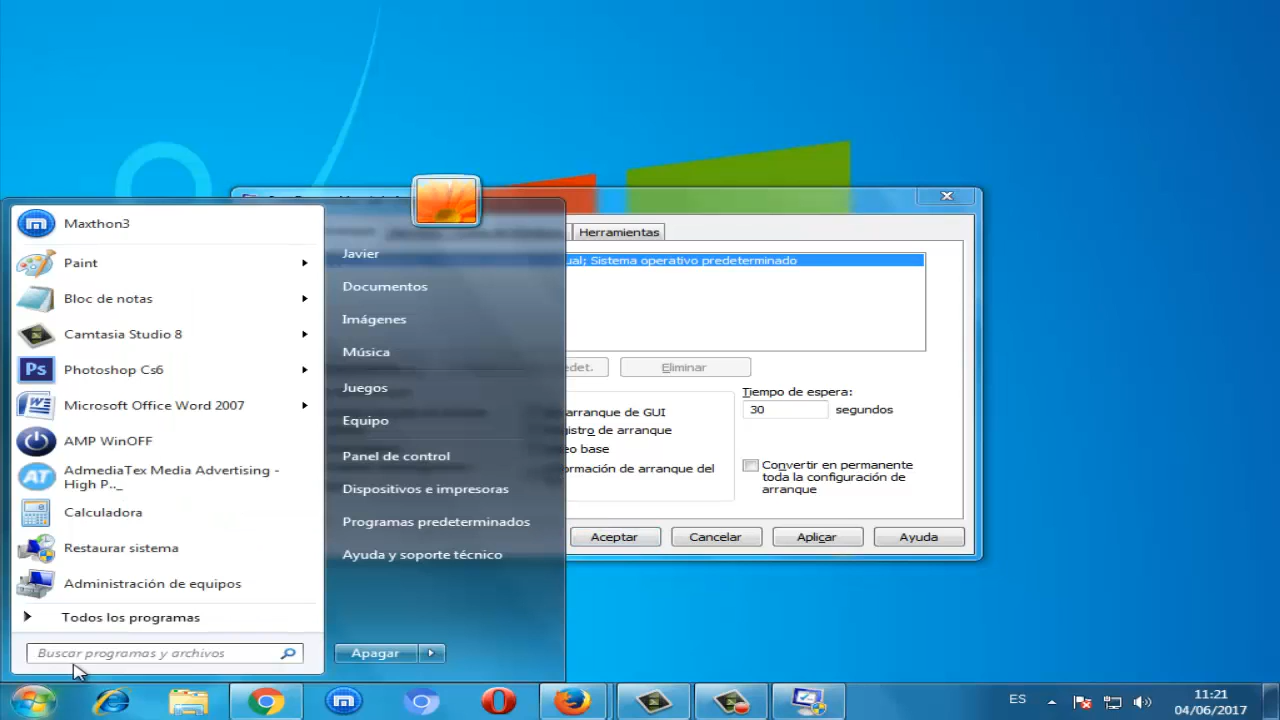 Maxthon3
Paint
Bloc de notas
Camtasia Studio 8
Photoshop Cs6
Ps
Microsoft Office Word 2007
AMP WinOFF
AT
AdmediaTex Media Advertising -
High P.._
Calculadora
Restaurar sistema
Administración de equipos
Todos los programas
Buscar programas y archivos
Javier
Documentos
Imágenes
Música
Juegos
Equipo
Panel de control
Dispositivos e impresoras
Programas predeterminados
Ayuda y soporte técnico
Apagar
Herramientas
ual; Sistema operativo predeterminado
edet.
Eliminar
arranque de GUI
gistro de arranque
eo base
ormación de arranque del
Tiempo de espera:
30 segundos
Convertir en permanente
toda la configuración de
arranque
Aceptar
Cancelar
Aplicar
Ayuda
ES
11:21
04/06/2017